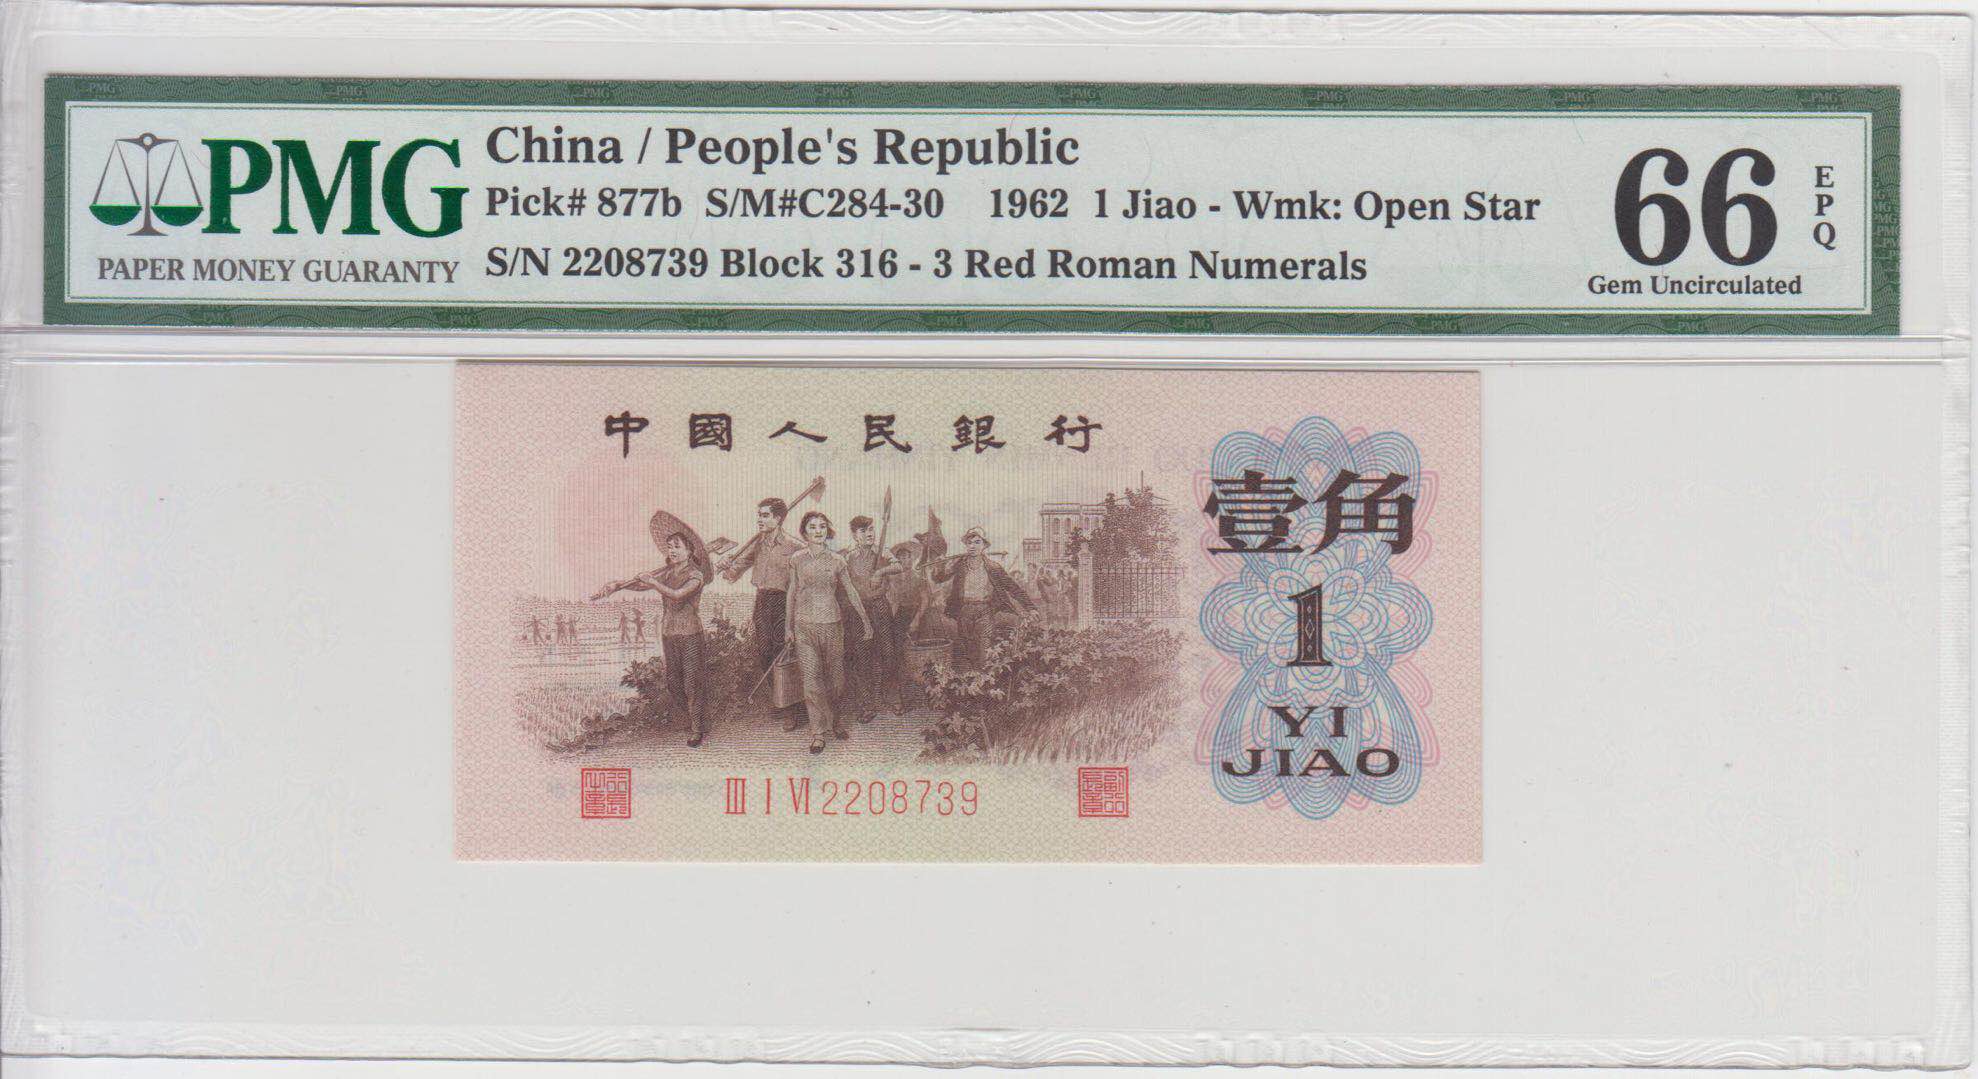 PMG
PAPER MONEY GUARANTY
China / People's Republic
Pick# 877b S/M#C284-30 1962 1 Jiao - Wmk: Open Star
S/N 2208739 Block 316 - 3 Red Roman Numerals
66
EPQ
Gem Uncirculated
中國人民銀行
壹角
1
YI
JIAO
III I VI 2208739